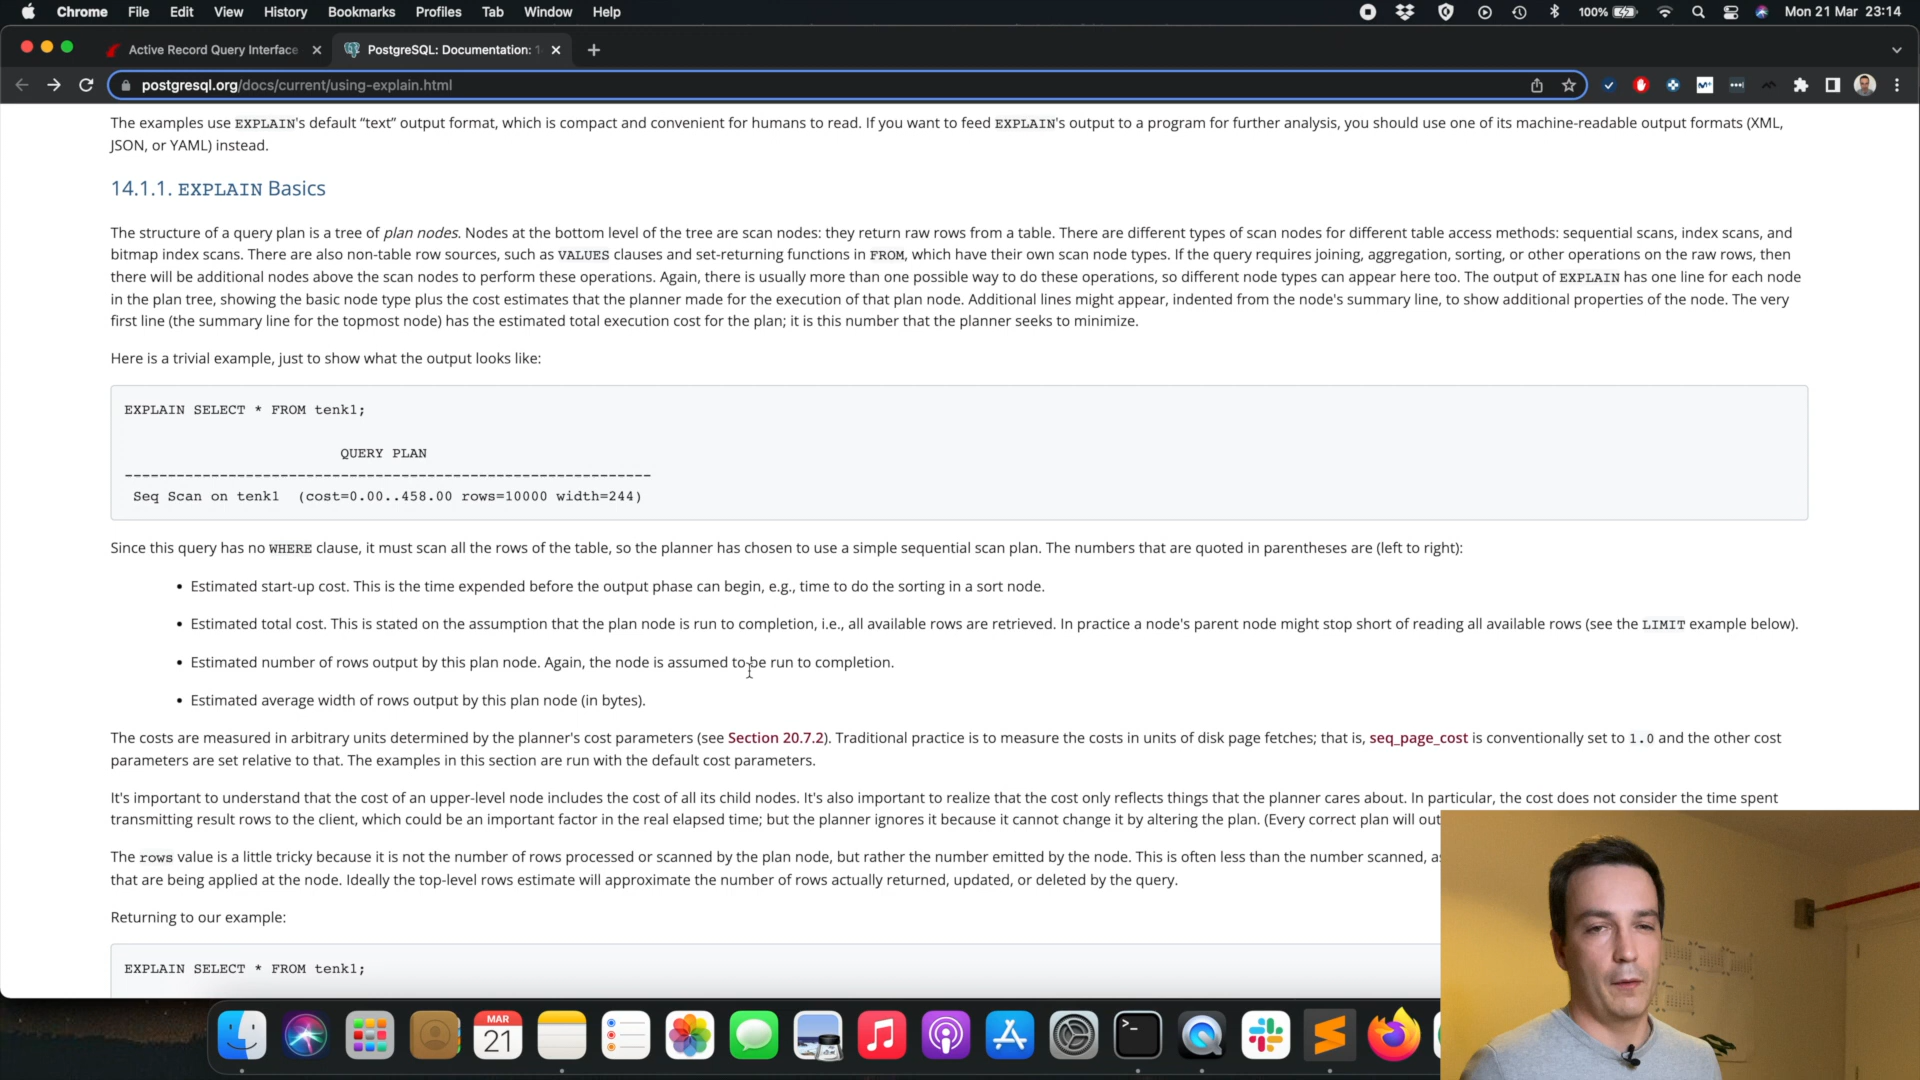 Chrome File Edit View History Bookmarks Profiles Tab Window Help 100% Mon 21 Mar 23:14
Active Record Query Interface PostgreSQL: Documentation: 1
postgresql.org/docs/current/using-explain.html
The examples use EXPLAIN's default “text” output format, which is compact and convenient for humans to read. If you want to feed EXPLAIN's output to a program for further analysis, you should use one of its machine-readable output formats (XML,
JSON, or YAML) instead.
14.1.1. EXPLAIN Basics
The structure of a query plan is a tree of plan nodes. Nodes at the bottom level of the tree are scan nodes: they return raw rows from a table. There are different types of scan nodes for different table access methods: sequential scans, index scans, and
bitmap index scans. There are also non-table row sources, such as VALUES clauses and set-returning functions in FROM, which have their own scan node types. If the query requires joining, aggregation, sorting, or other operations on the raw rows, then
there will be additional nodes above the scan nodes to perform these operations. Again, there is usually more than one possible way to do these operations, so different node types can appear here too. The output of EXPLAIN has one line for each node
in the plan tree, showing the basic node type plus the cost estimates that the planner made for the execution of that plan node. Additional lines might appear, indented from the node's summary line, to show additional properties of the node. The very
first line (the summary line for the topmost node) has the estimated total execution cost for the plan; it is this number that the planner seeks to minimize.
Here is a trivial example, just to show what the output looks like:
EXPLAIN SELECT * FROM tenk1;
QUERY PLAN
-------------------------------------------------------------
Seq Scan on tenk1 (cost=0.00..458.00 rows=10000 width=244)
Since this query has no WHERE clause, it must scan all the rows of the table, so the planner has chosen to use a simple sequential scan plan. The numbers that are quoted in parentheses are (left to right):
• Estimated start-up cost. This is the time expended before the output phase can begin, e.g., time to do the sorting in a sort node.
• Estimated total cost. This is stated on the assumption that the plan node is run to completion, i.e., all available rows are retrieved. In practice a node's parent node might stop short of reading all available rows (see the LIMIT example below).
• Estimated number of rows output by this plan node. Again, the node is assumed to be run to completion.
• Estimated average width of rows output by this plan node (in bytes).
The costs are measured in arbitrary units determined by the planner's cost parameters (see Section 20.7.2). Traditional practice is to measure the costs in units of disk page fetches; that is, seq_page_cost is conventionally set to 1.0 and the other cost
parameters are set relative to that. The examples in this section are run with the default cost parameters.
It's important to understand that the cost of an upper-level node includes the cost of all its child nodes. It's also important to realize that the cost only reflects things that the planner cares about. In particular, the cost does not consider the time spent
transmitting result rows to the client, which could be an important factor in the real elapsed time; but the planner ignores it because it cannot change it by altering the plan. (Every correct plan will out
The rows value is a little tricky because it is not the number of rows processed or scanned by the plan node, but rather the number emitted by the node. This is often less than the number scanned, a
that are being applied at the node. Ideally the top-level rows estimate will approximate the number of rows actually returned, updated, or deleted by the query.
Returning to our example:
EXPLAIN SELECT * FROM tenk1;
MAR
21